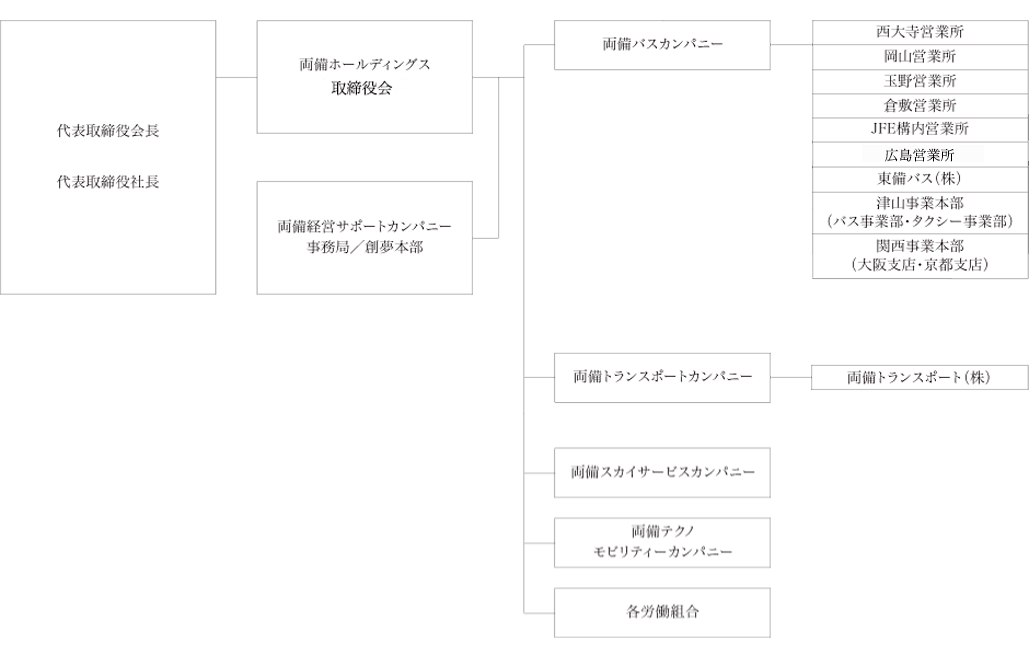 代表取締役会長
代表取締役社長
両備ホールディングス
取締役会
両備経営サポートカンパニー
事務局／創夢本部
両備バスカンパニー
西大寺営業所
岡山営業所
玉野営業所
倉敷営業所
JFE構内営業所
広島営業所
東備バス（株）
津山事業本部
（バス事業部・タクシー事業部）
関西事業本部
（大阪支店・京都支店）
両備トランスポートカンパニー
両備トランスポート（株）
両備スカイサービスカンパニー
両備テクノ
モビリティーカンパニー
各労働組合